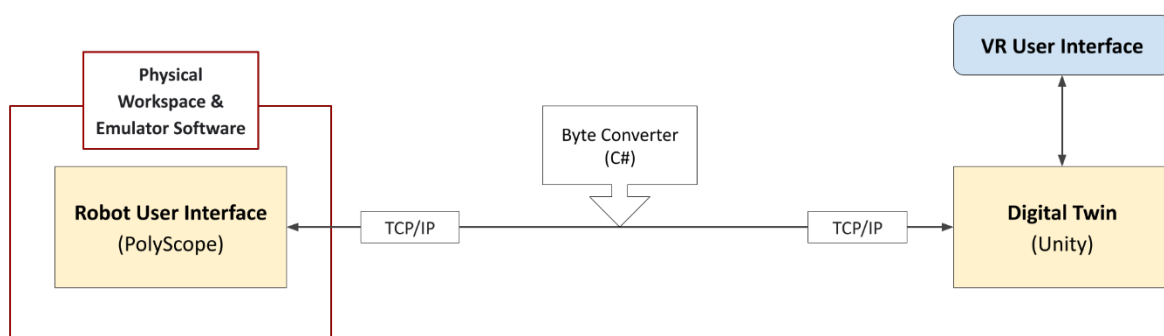 Physical
Workspace &
Emulator Software
Robot User Interface
(PolyScope)
TCP/IP
Byte Converter
(C#)
TCP/IP
VR User Interface
Digital Twin
(Unity)